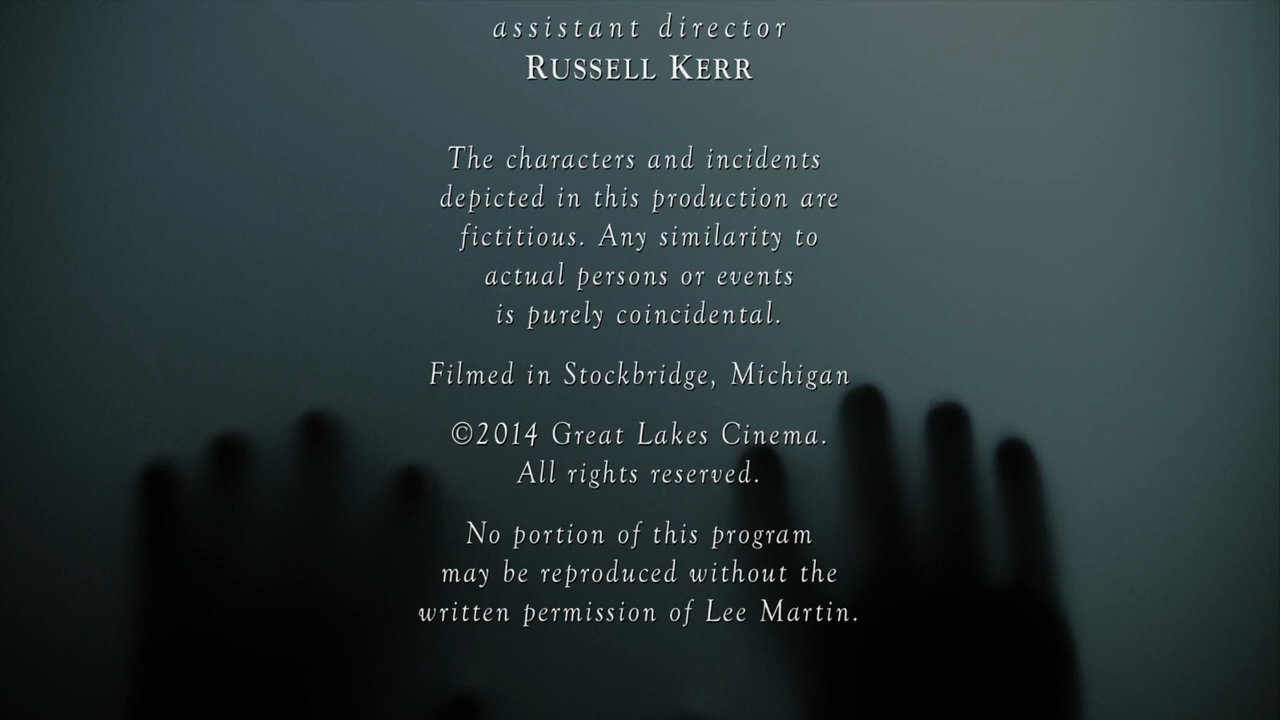 assistant director
RUSSELL KERR
The characters and incidents
depicted in this production are
fictitious. Any similarity to
actual persons or events
is purely coincidental.
Filmed in Stockbridge, Michigan
©2014 Great Lakes Cinema.
All rights reserved.
No portion of this program
may be reproduced without the
written permission of Lee Martin.